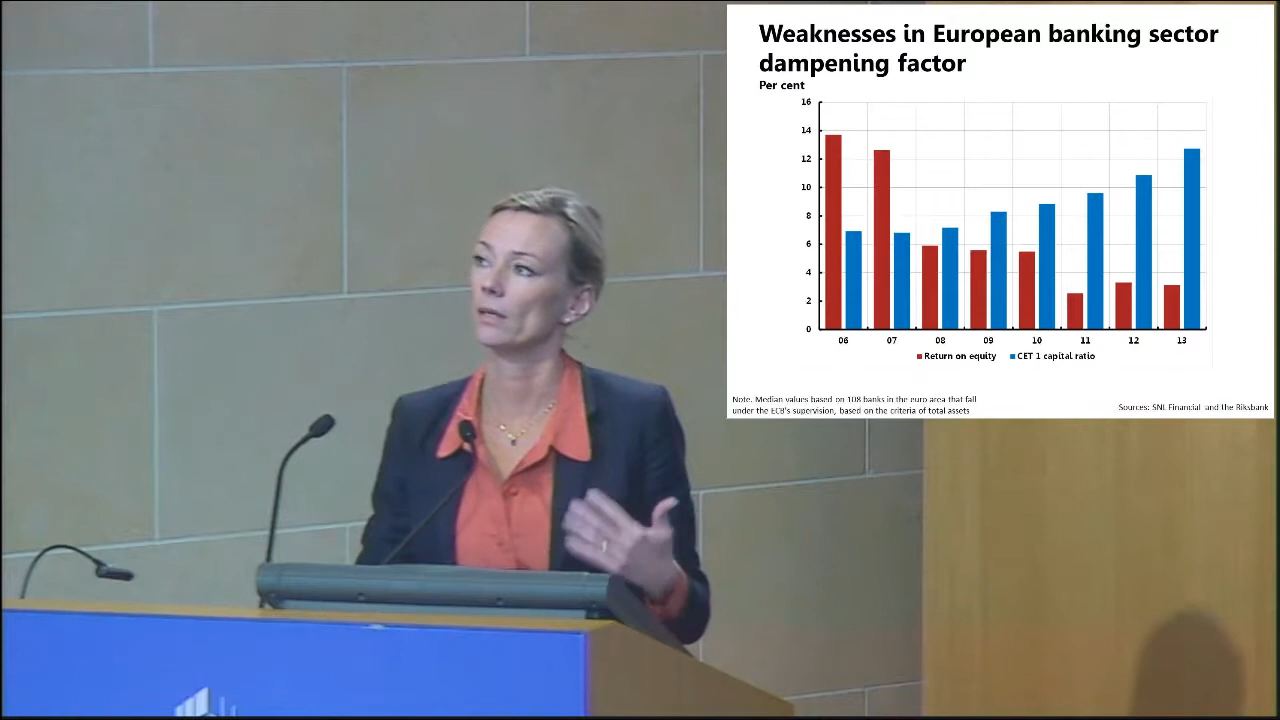 Weaknesses in European banking sector
dampening factor
Per cent
16
14
12
10
8
6
4
2
0
06 07 08 09 10 11 12 13
Return on equity CET 1 capital ratio
Note. Median values based on 108 banks in the euro area that fall
under the ECB's supervision, based on the criteria of total assets
Sources: SNL Financial and the Riksbank